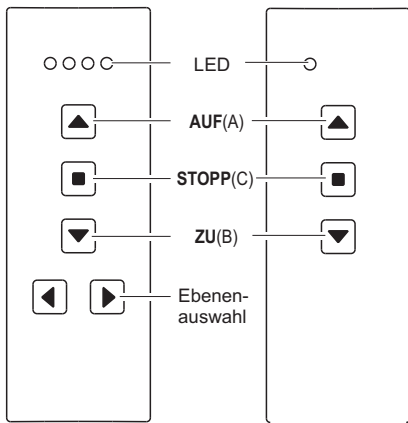 LED
AUF(A)
STOPP(C)
ZU(B)
Ebenen-
auswahl